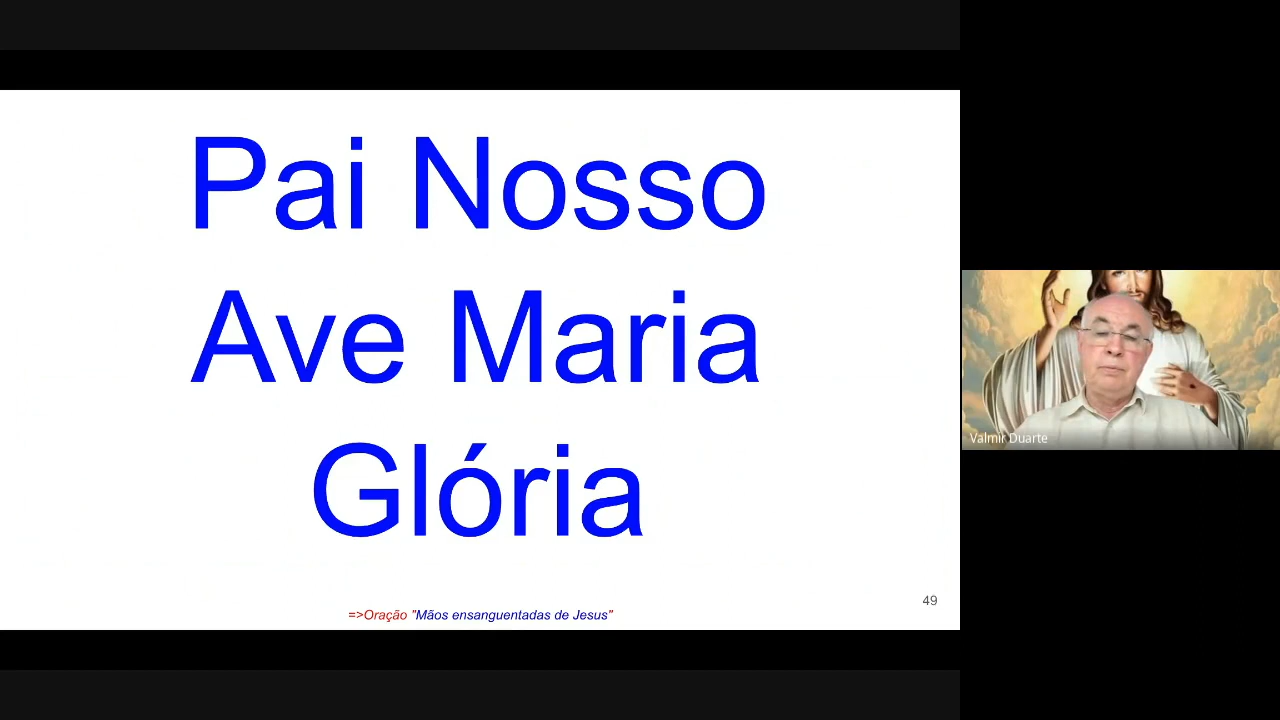 Pai Nosso
Ave Maria
Glória
=>Oração "Mãos ensanguentadas de Jesus"
49
Valmir Duarte